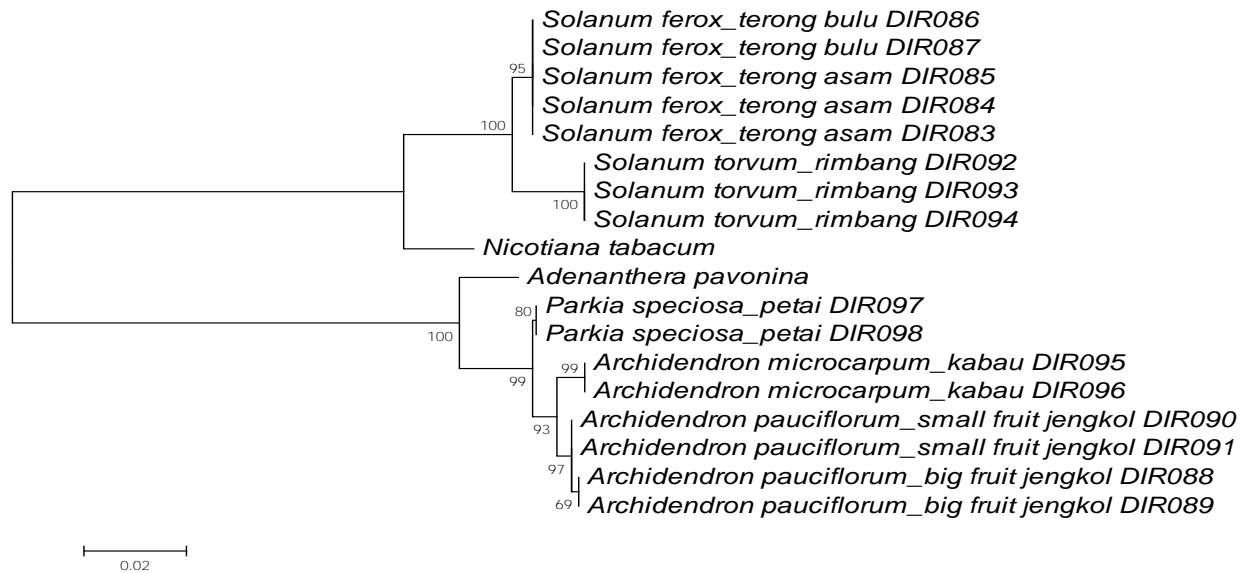 Solanum ferox_terong bulu DIR086
Solanum ferox_terong bulu DIR087
95
Solanum ferox_terong asam DIR085
Solanum ferox_terong asam DIR084
100
Solanum ferox_terong asam DIR083
Solanum torvum_rimbang DIR092
Solanum torvum_rimbang DIR093
100
Solanum torvum_rimbang DIR094
Nicotiana tabacum
Adenanthera pavonina
80
Parkia speciosa_petai DIR097
100
Parkia speciosa_petai DIR098
99
Archidendron microcarpum_kabau DIR095
99
Archidendron microcarpum_kabau DIR096
Archidendron pauciflorum_small fruit jengkol DIR090
93
Archidendron pauciflorum_small fruit jengkol DIR091
97
Archidendron pauciflorum_big fruit jengkol DIR088
69
Archidendron pauciflorum_big fruit jengkol DIR089
0.02